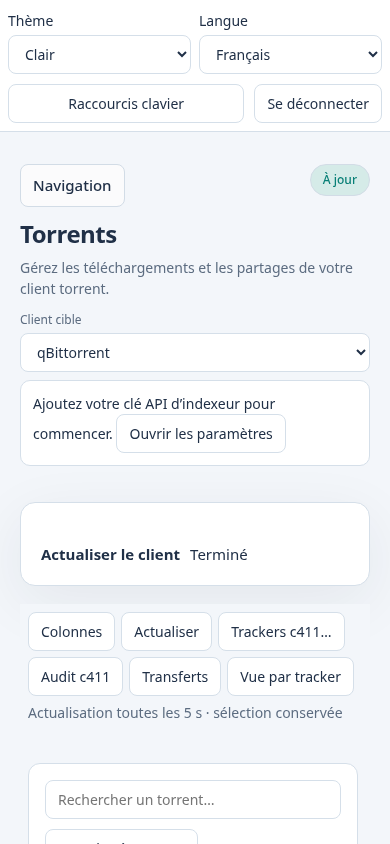 Thème Langue
Clair Français
Raccourcis clavier Se déconnecter
Navigation À jour
Torrents
Gérez les téléchargements et les partages de votre
client torrent.
Client cible
qBittorrent
Ajoutez votre clé API d’indexeur pour
commencer. Ouvrir les paramètres
Actualiser le client Terminé
Colonnes Actualiser Trackers c411…
Audit c411 Transferts Vue par tracker
Actualisation toutes les 5 s · sélection conservée
Rechercher un torrent…